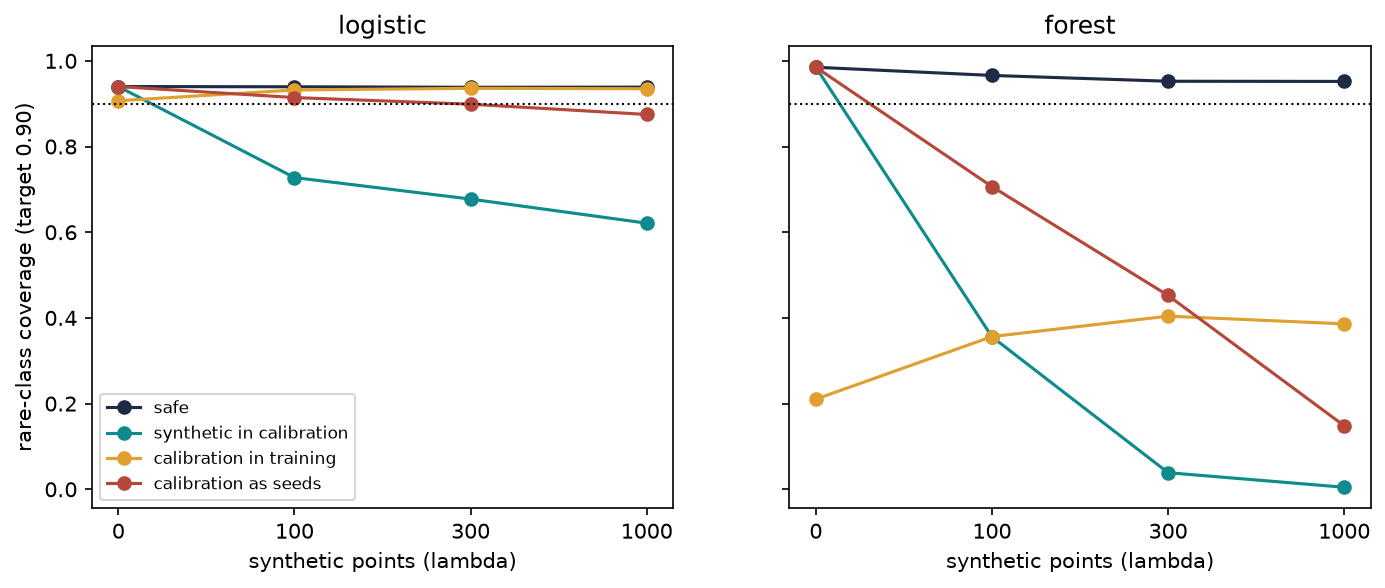 logistic
forest
rare-class coverage (target 0.90)
1.0
0.8
0.6
0.4
0.2
0.0
safe
synthetic in calibration
calibration in training
calibration as seeds
0 100 300 1000
0 100 300 1000
synthetic points (lambda)
synthetic points (lambda)